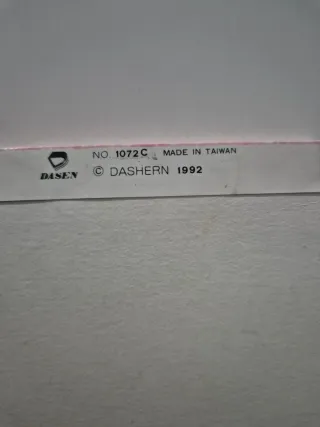 NO. 1072C MADE IN TAIWAN
DASEN © DASHERN 1992